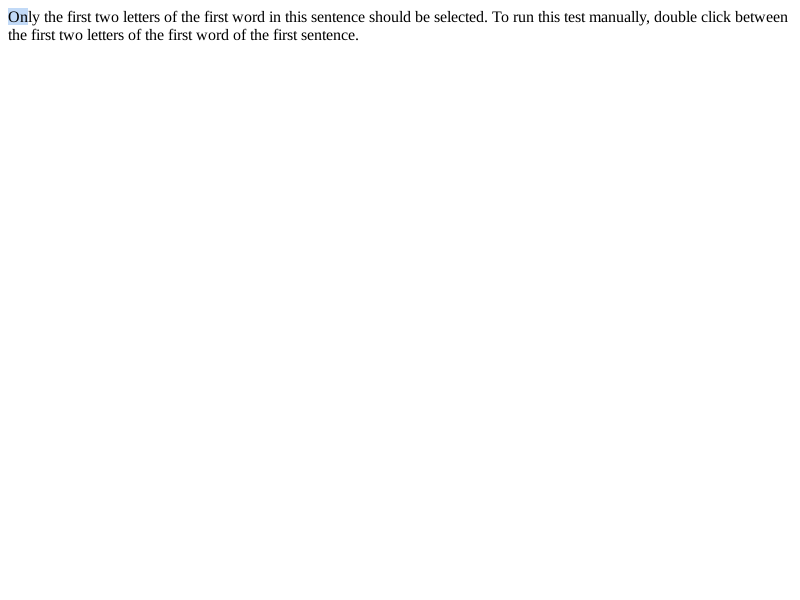 Only the first two letters of the first word in this sentence should be selected. To run this test manually, double click between
the first two letters of the first word of the first sentence.